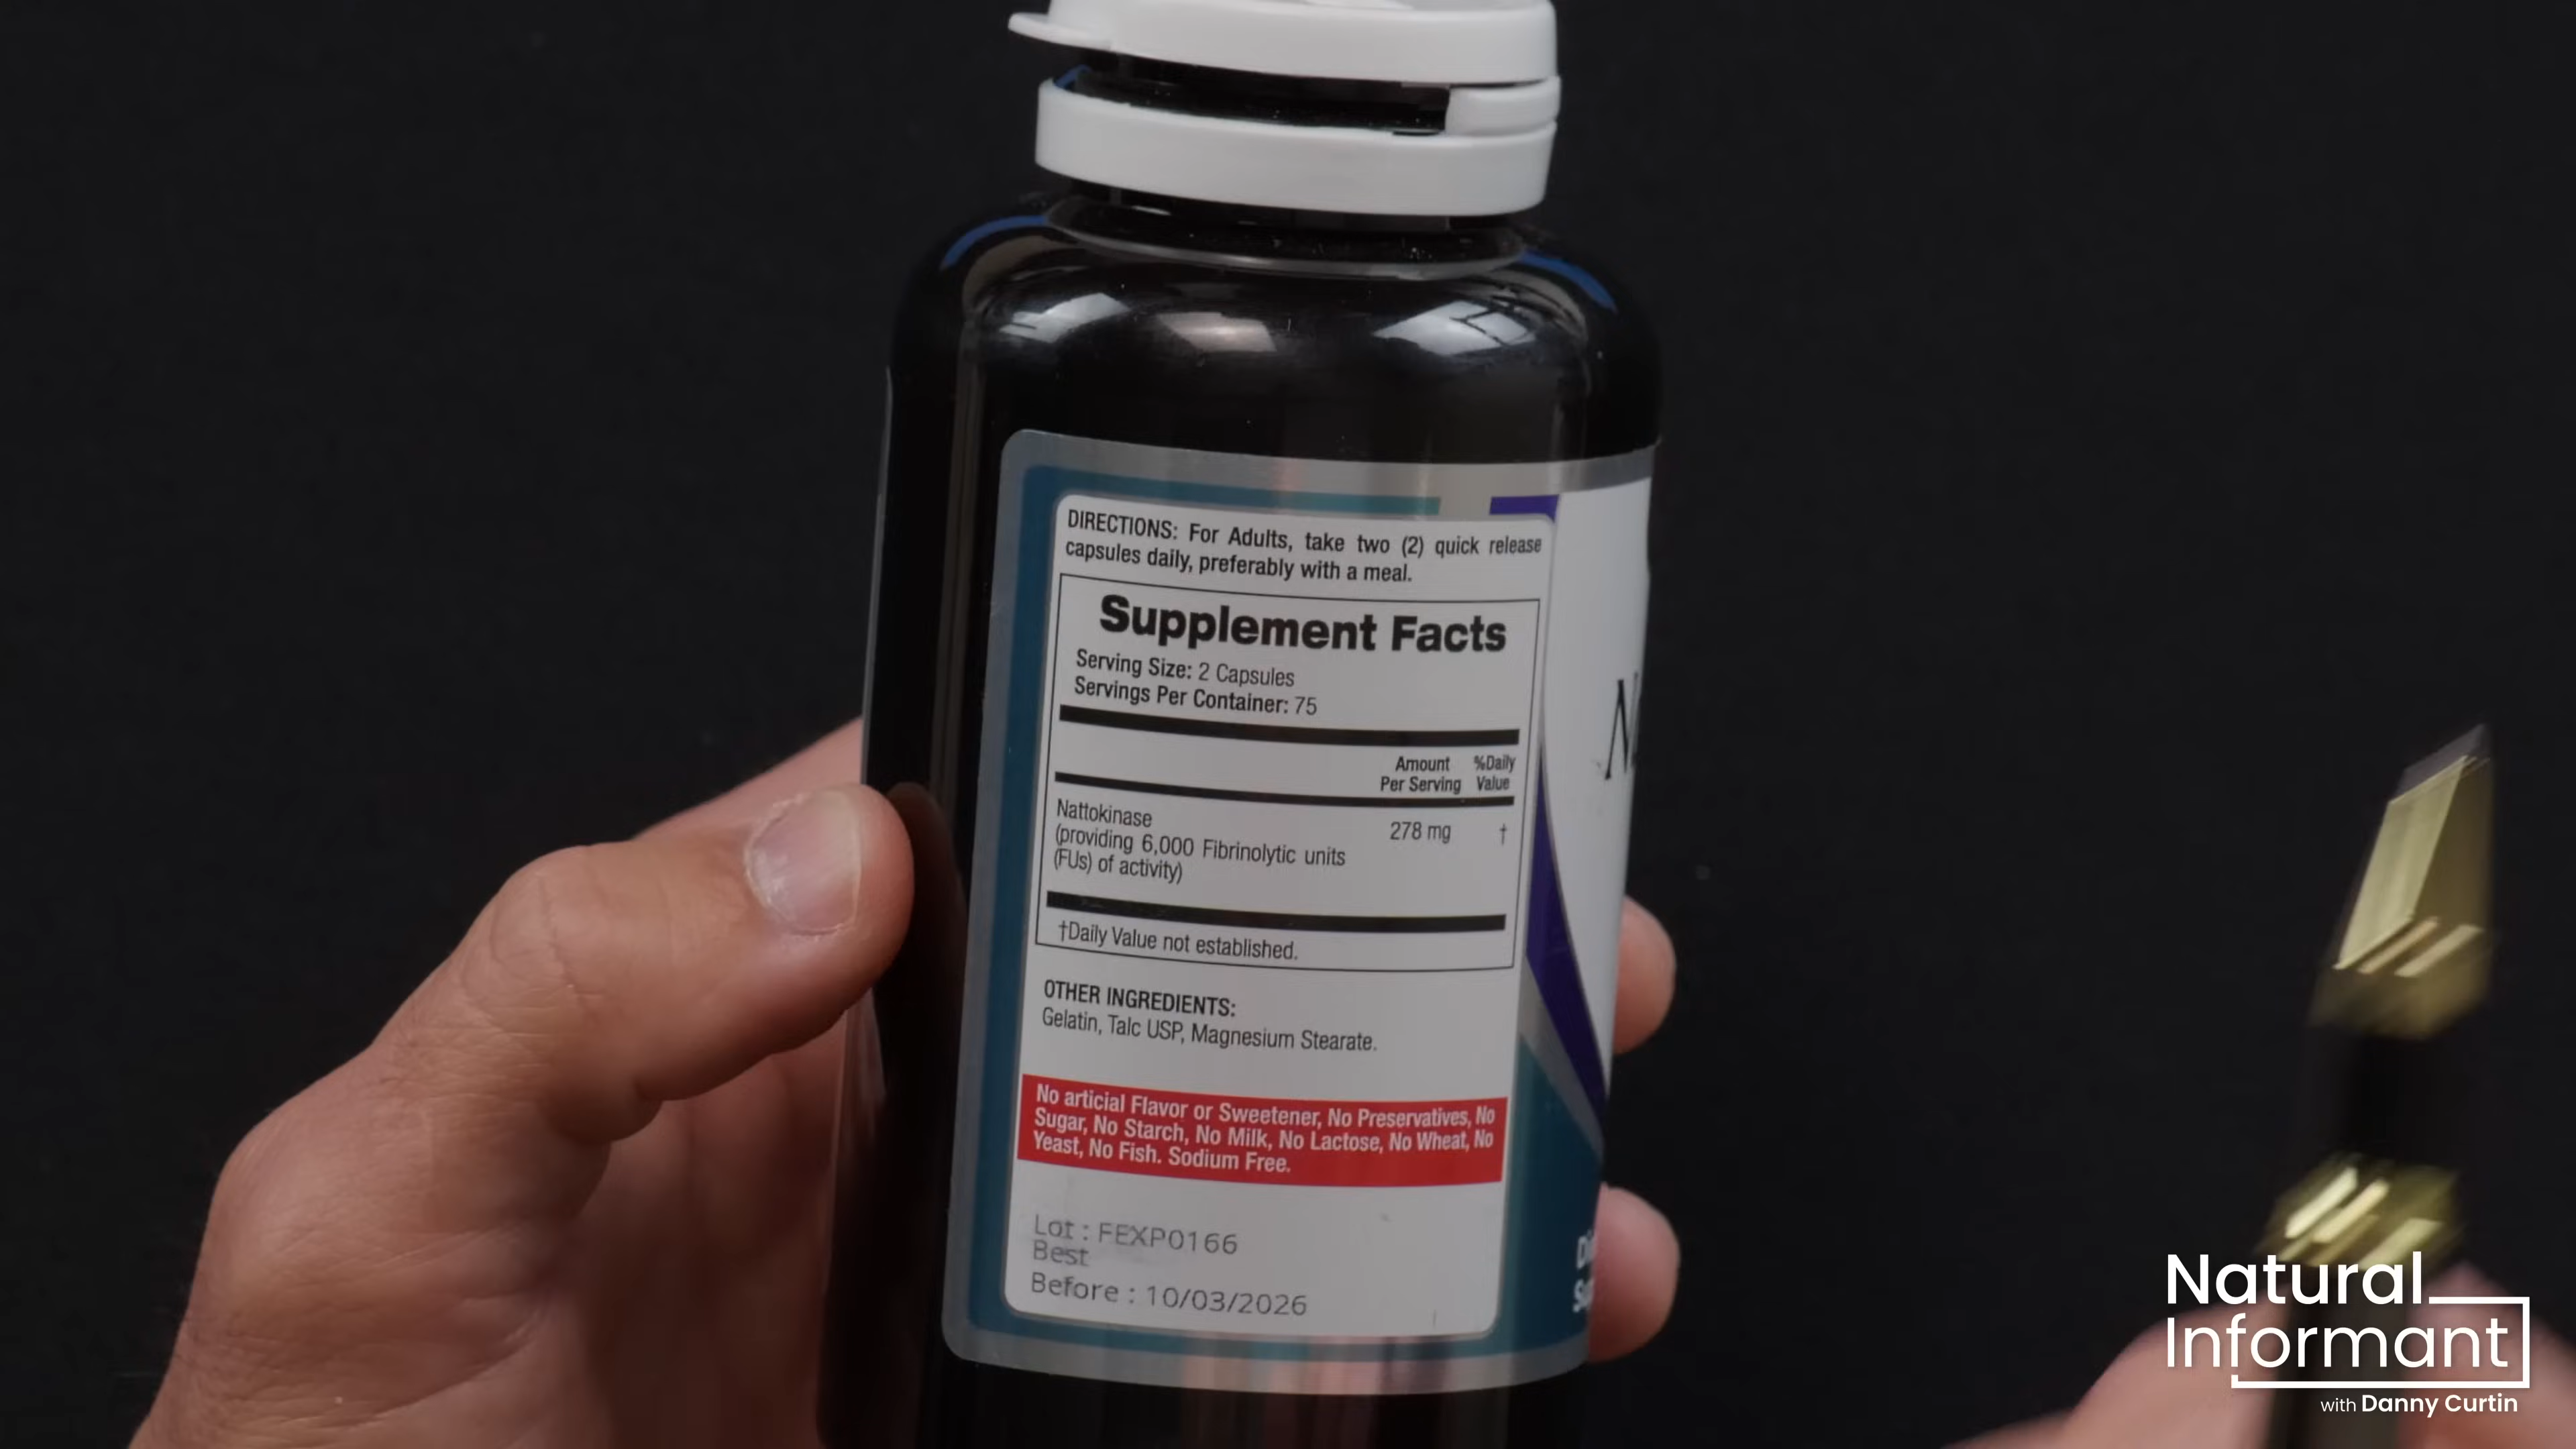 DIRECTIONS: For Adults, take two (2) quick release
capsules daily, preferably with a meal.
Supplement Facts
Serving Size: 2 Capsules
Servings Per Container: 75
Amount %Daily
Per Serving Value
Nattokinase 278 mg †
(providing 6,000 Fibrinolytic units
(FUs) of activity)
†Daily Value not established.
OTHER INGREDIENTS:
Gelatin, Talc USP, Magnesium Stearate.
No articial Flavor or Sweetener, No Preservatives, No
Sugar, No Starch, No Milk, No Lactose, No Wheat, No
Yeast, No Fish. Sodium Free.
Lot : FEXP0166
Best
Before : 10/03/2026
Natural
Informant
with Danny Curtin